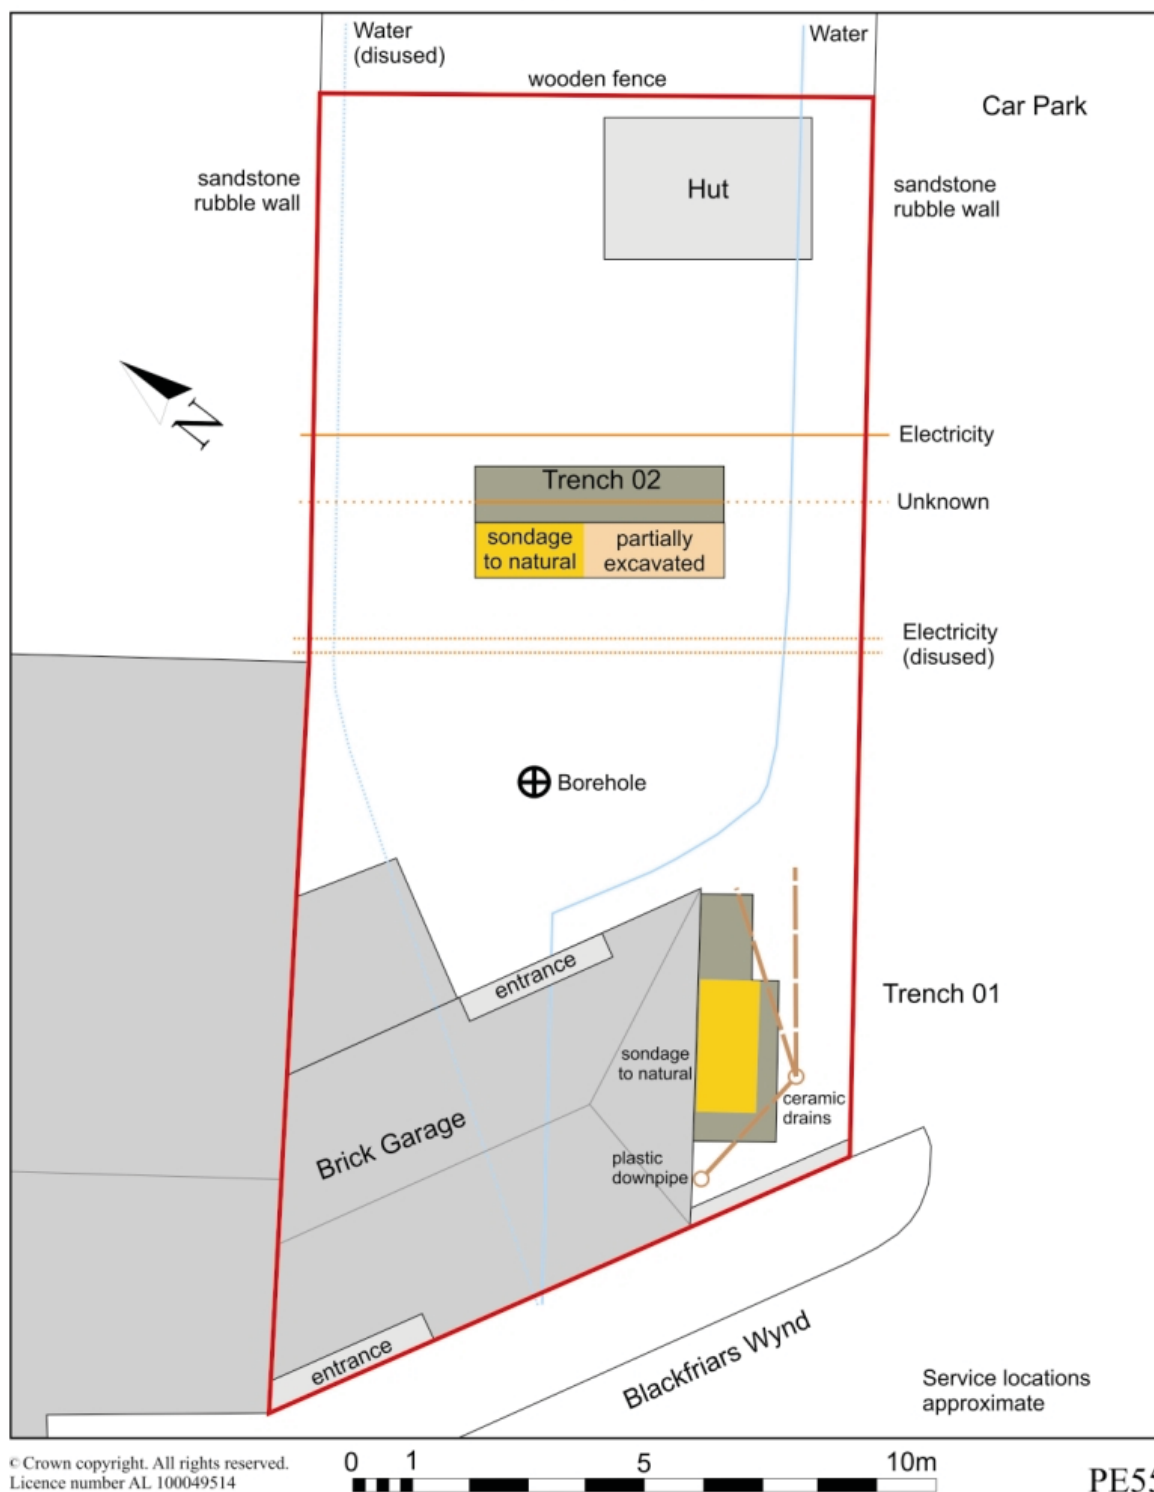 Water
(disused)
Water
wooden fence
Car Park
sandstone
rubble wall
Hut
sandstone
rubble wall
N
Electricity
Trench 02
Unknown
sondage
to natural
partially
excavated
Electricity
(disused)
Borehole
entrance
Trench 01
sondage
to natural
ceramic
drains
Brick Garage
plastic
downpipe
entrance
Blackfriars Wynd
Service locations
approximate
© Crown copyright. All rights reserved.
Licence number AL 100049514
0 1 5 10m
PE55